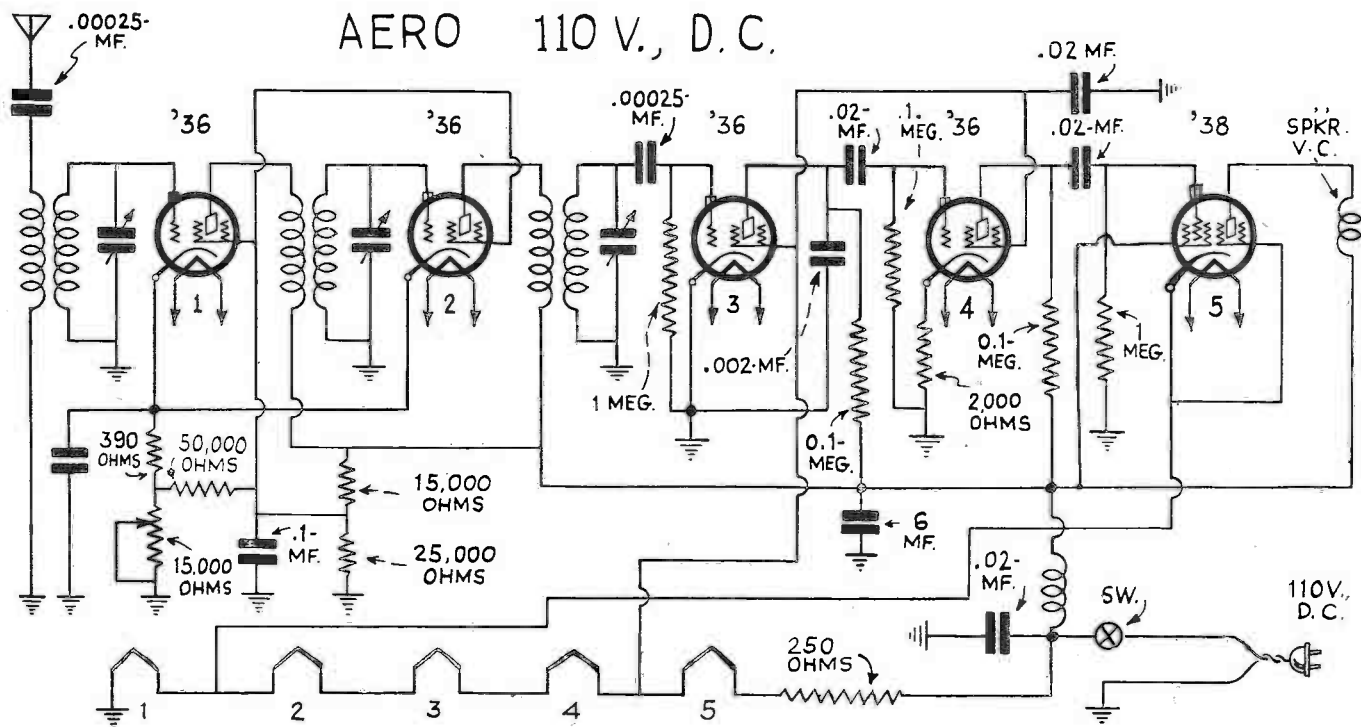 AERO 110 V., D.C.
.00025-
MF.
'36
'36
.00025-
MF.
'36
.02-
MF.
.1-
MEG.
'36
.02 MF.
.02-MF.
'38
SPKR.
V.C.
1
2
3
4
5
1 MEG.
.002-MF.
0.1-
MEG.
2,000
OHMS
0.1-
MEG.
1
MEG.
390
OHMS
50,000
OHMS
15,000
OHMS
.1-
MF.
15,000
OHMS
25,000
OHMS
6
MF.
.02-
MF.
SW.
110V.,
D.C.
250
OHMS
1
2
3
4
5